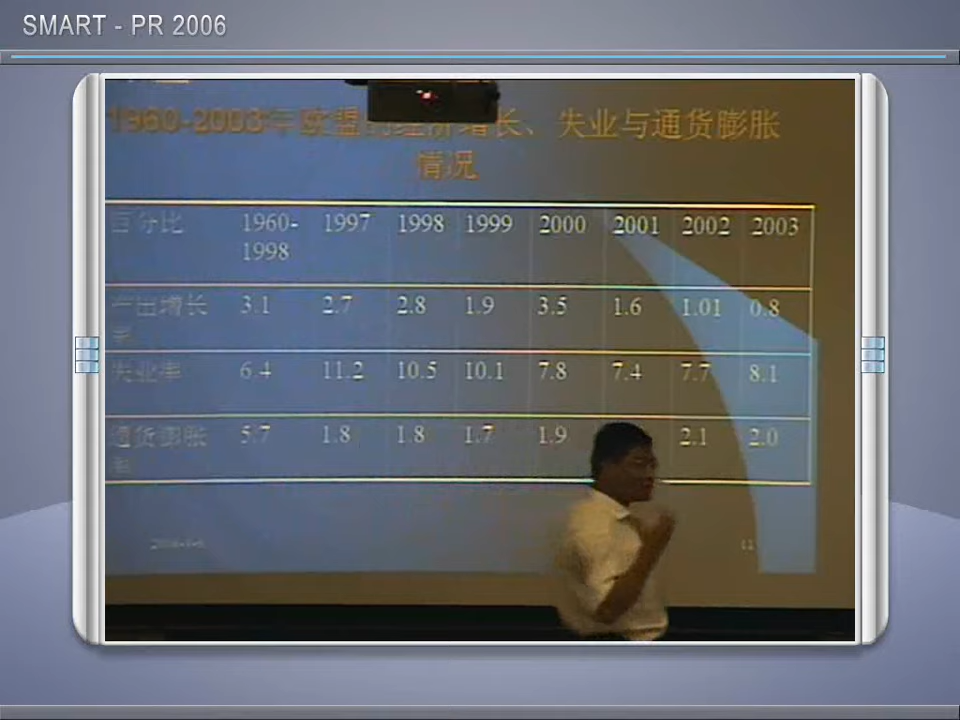 SMART - PR 2006
1960-2003年欧盟的经济增长、失业与通货膨胀
情况
百分比 1960-1998 1997 1998 1999 2000 2001 2002 2003
产出增长率 3.1 2.7 2.8 1.9 3.5 1.6 1.01 0.8
失业率 6.4 11.2 10.5 10.1 7.8 7.4 7.7 8.1
通货膨胀率 5.7 1.8 1.8 1.7 1.9 2.1 2.0
11